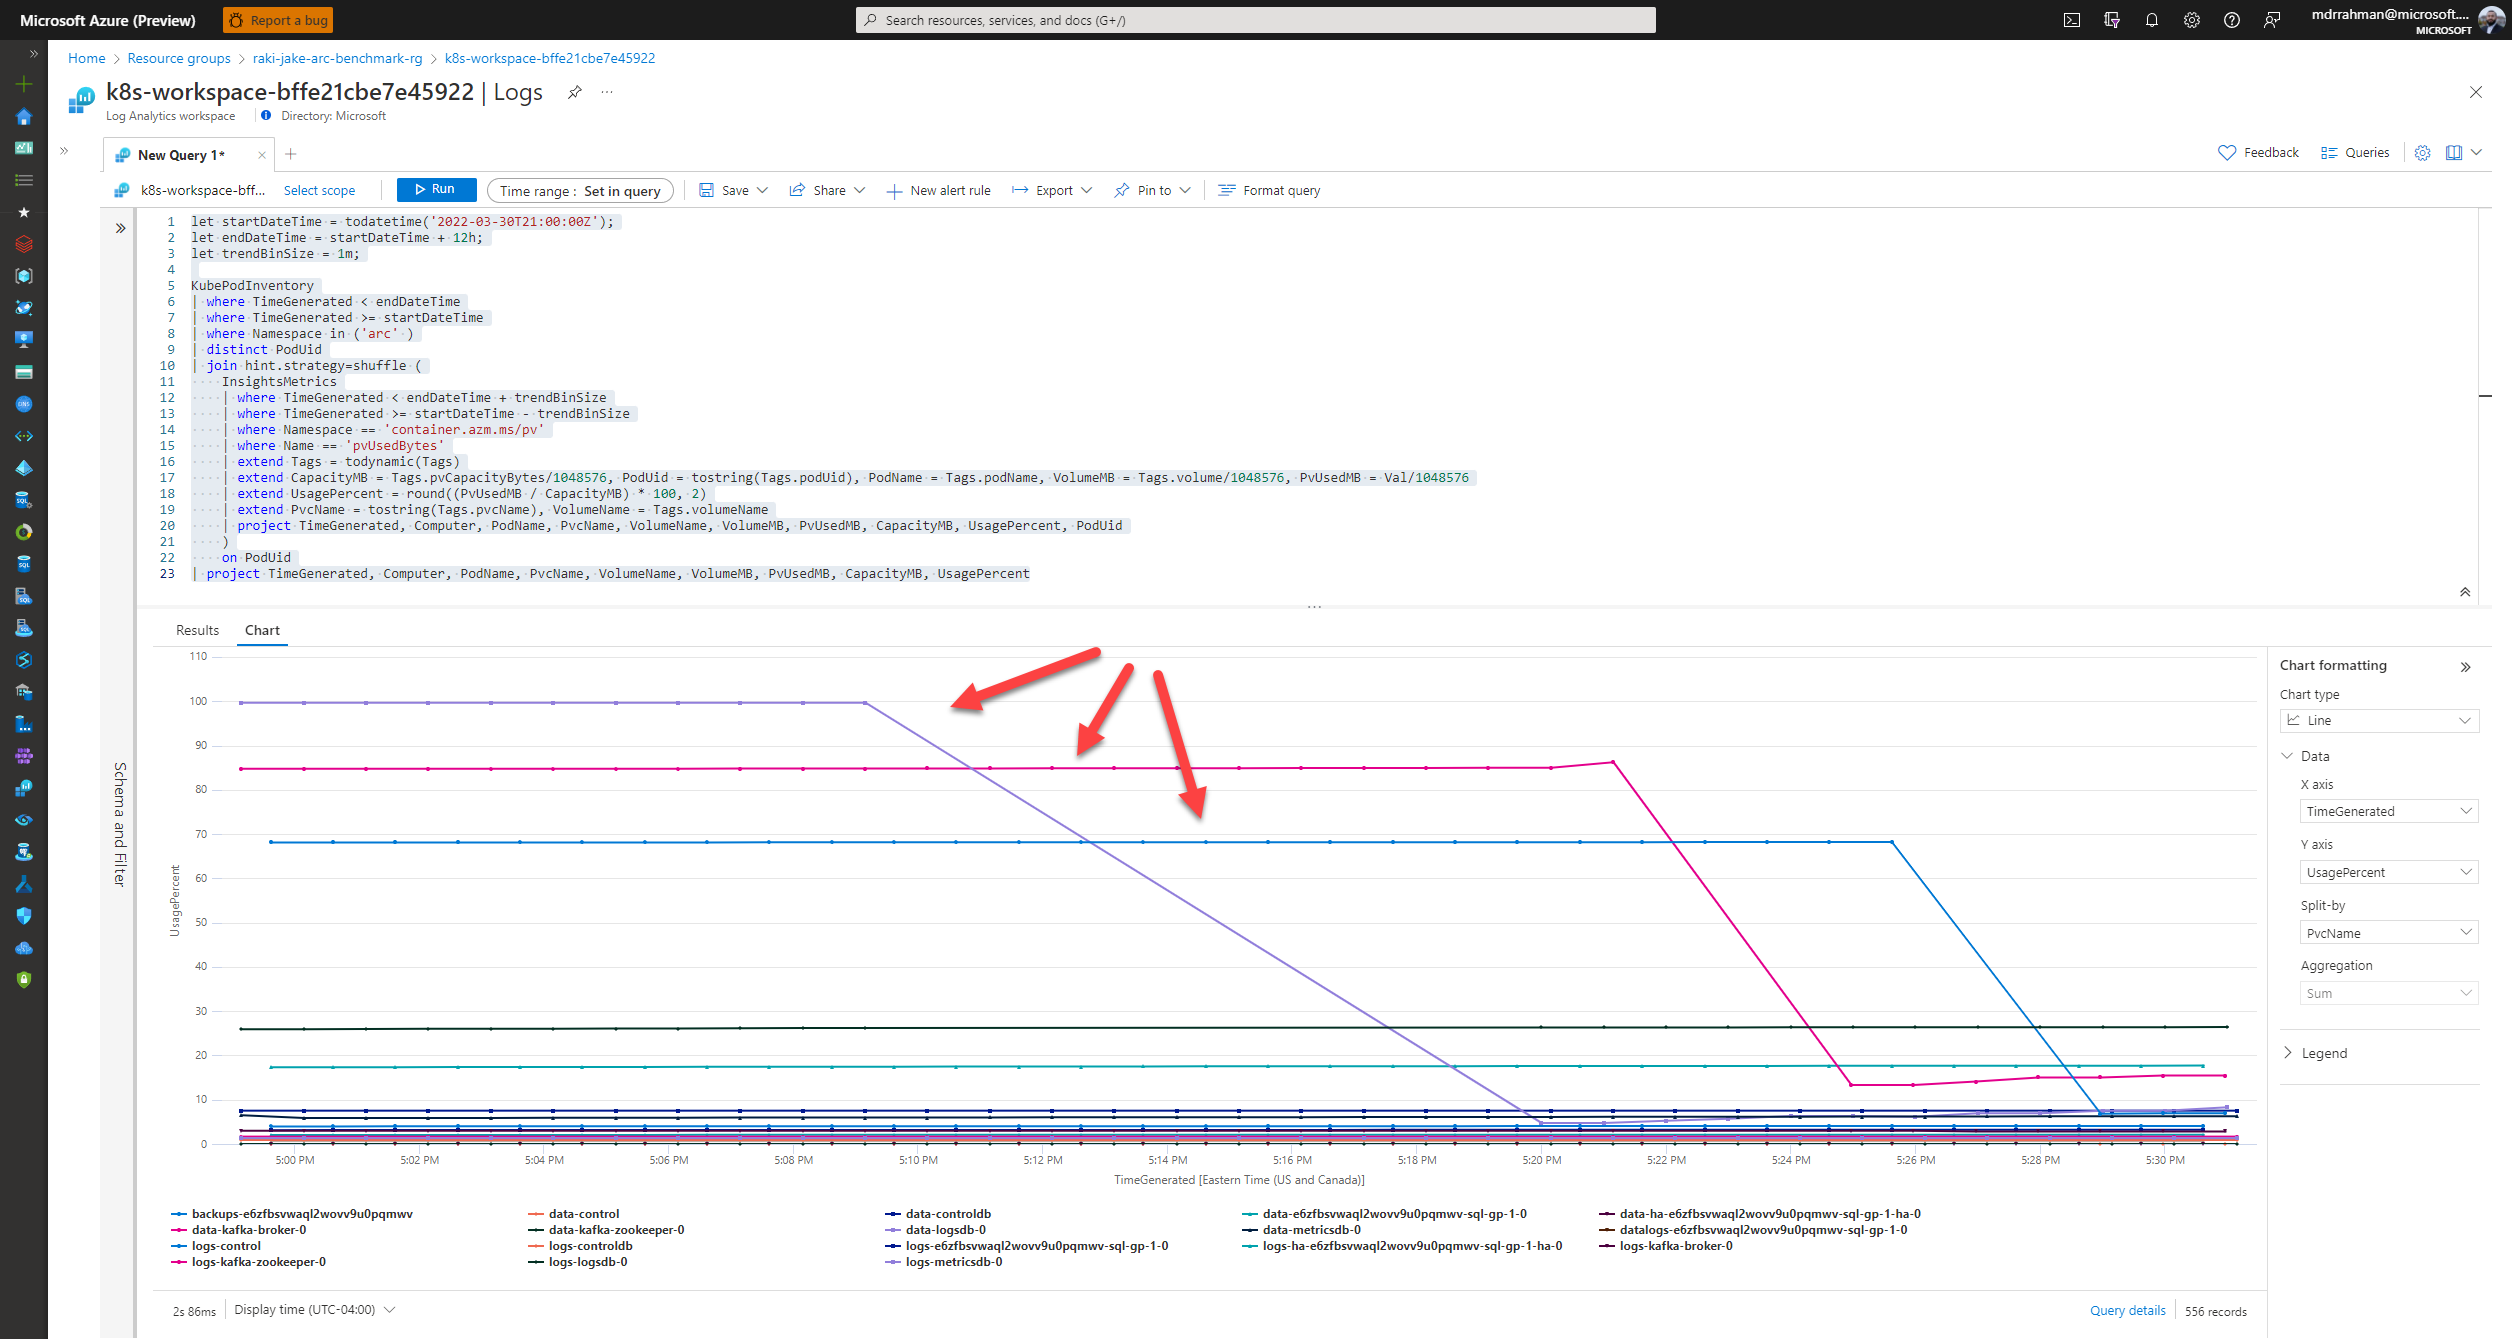 Microsoft Azure (Preview)
Report a bug
Search resources, services, and docs (G+/)
mdrrahman@microsoft....
MICROSOFT
Home > Resource groups > raki-jake-arc-benchmark-rg > k8s-workspace-bffe21cbe7e45922
k8s-workspace-bffe21cbe7e45922 | Logs
Log Analytics workspace
Directory: Microsoft
New Query 1*
Feedback
Queries
k8s-workspace-bff...
Select scope
Run
Time range : Set in query
Save
Share
New alert rule
Export
Pin to
Format query
1 let startDateTime = todatetime('2022-03-30T21:00:00Z');
2 let endDateTime = startDateTime + 12h;
3 let trendBinSize = 1m;
4
5 KubePodInventory
6 | where TimeGenerated < endDateTime
7 | where TimeGenerated >= startDateTime
8 | where Namespace in ('arc' )
9 | distinct PodUid
10 | join hint.strategy=shuffle (
11 InsightsMetrics
12 | where TimeGenerated < endDateTime + trendBinSize
13 | where TimeGenerated >= startDateTime - trendBinSize
14 | where Namespace == 'container.azm.ms/pv'
15 | where Name == 'pvUsedBytes'
16 | extend Tags = todynamic(Tags)
17 | extend CapacityMB = Tags.pvCapacityBytes/1048576, PodUid = tostring(Tags.podUid), PodName = Tags.podName, VolumeMB = Tags.volume/1048576, PvUsedMB = Val/1048576
18 | extend UsagePercent = round((PvUsedMB / CapacityMB) * 100, 2)
19 | extend PvcName = tostring(Tags.pvcName), VolumeName = Tags.volumeName
20 | project TimeGenerated, Computer, PodName, PvcName, VolumeName, VolumeMB, PvUsedMB, CapacityMB, UsagePercent, PodUid
21 )
22 on PodUid
23 | project TimeGenerated, Computer, PodName, PvcName, VolumeName, VolumeMB, PvUsedMB, CapacityMB, UsagePercent
Schema and Filter
Results
Chart
110
100
90
80
70
60
50
40
30
20
10
0
UsagePercent
5:00 PM
5:02 PM
5:04 PM
5:06 PM
5:08 PM
5:10 PM
5:12 PM
5:14 PM
5:16 PM
5:18 PM
5:20 PM
5:22 PM
5:24 PM
5:26 PM
5:28 PM
5:30 PM
TimeGenerated [Eastern Time (US and Canada)]
backups-e6zfbsvwaql2wovv9u0pqmwv
data-control
data-controldb
data-e6zfbsvwaql2wovv9u0pqmwv-sql-gp-1-0
data-ha-e6zfbsvwaql2wovv9u0pqmwv-sql-gp-1-ha-0
data-kafka-broker-0
data-kafka-zookeeper-0
data-logsdb-0
data-metricsdb-0
datalogs-e6zfbsvwaql2wovv9u0pqmwv-sql-gp-1-0
logs-control
logs-controldb
logs-e6zfbsvwaql2wovv9u0pqmwv-sql-gp-1-0
logs-ha-e6zfbsvwaql2wovv9u0pqmwv-sql-gp-1-ha-0
logs-kafka-broker-0
logs-kafka-zookeeper-0
logs-logsdb-0
logs-metricsdb-0
Chart formatting
Chart type
Line
Data
X axis
TimeGenerated
Y axis
UsagePercent
Split-by
PvcName
Aggregation
Sum
Legend
2s 86ms
Display time (UTC-04:00)
Query details
556 records